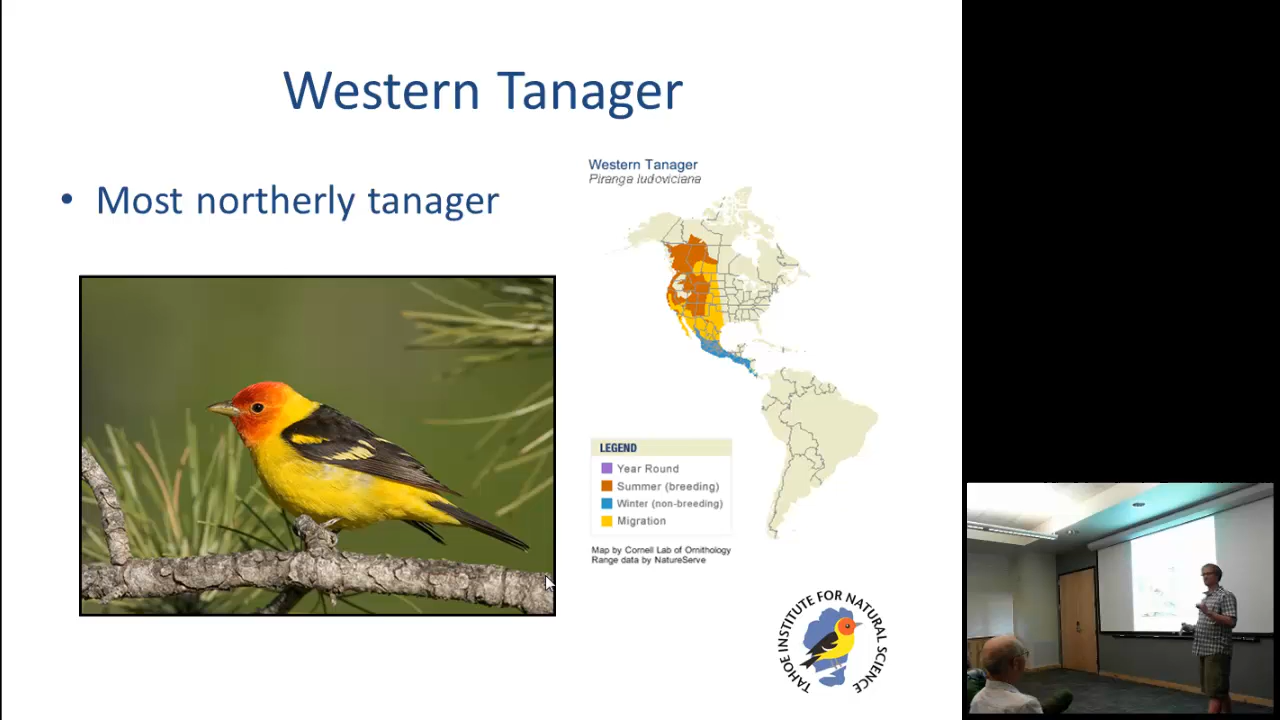 Western Tanager
• Most northerly tanager
Western Tanager
Piranga ludoviciana
LEGEND
Year Round
Summer (breeding)
Winter (non-breeding)
Migration
Map by Cornell Lab of Ornithology
Range data by NatureServe
TAHOE INSTITUTE FOR NATURAL SCIENCE